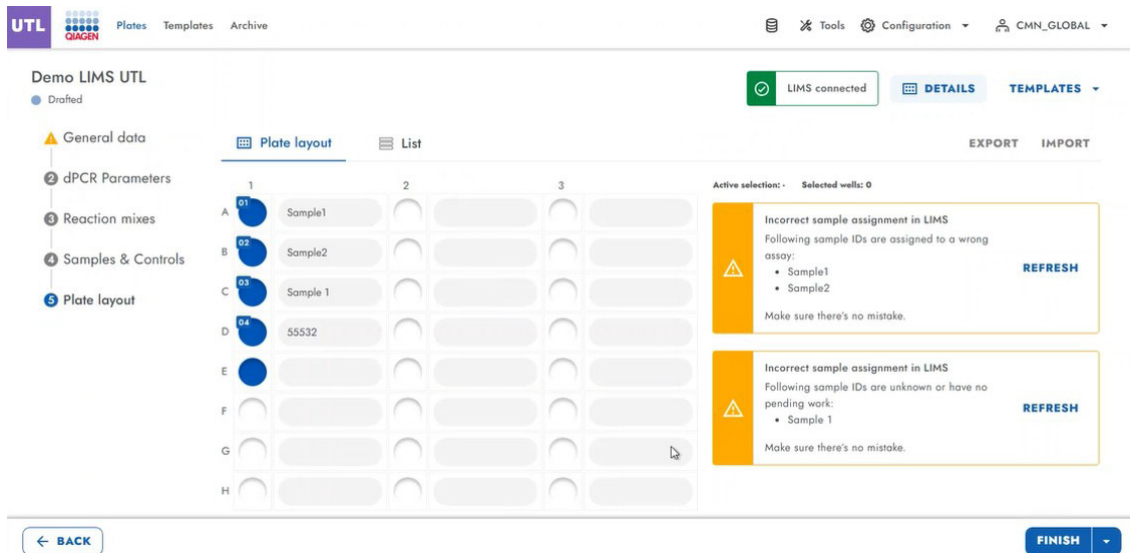 UTL
QIAGEN
Plates Templates Archive
Tools Configuration CMN_GLOBAL
Demo LIMS UTL
Drafted
LIMS connected
DETAILS
TEMPLATES
General data
2 dPCR Parameters
3 Reaction mixes
4 Samples & Controls
5 Plate layout
Plate layout List
EXPORT IMPORT
1 2 3
A 01 Sample1
B 02 Sample2
C 03 Sample 1
D 04 55532
E
F
G
H
Active selection: - Selected wells: 0
Incorrect sample assignment in LIMS
Following sample IDs are assigned to a wrong
assay:
• Sample1
• Sample2
Make sure there's no mistake.
REFRESH
Incorrect sample assignment in LIMS
Following sample IDs are unknown or have no
pending work:
• Sample 1
Make sure there's no mistake.
REFRESH
BACK
FINISH